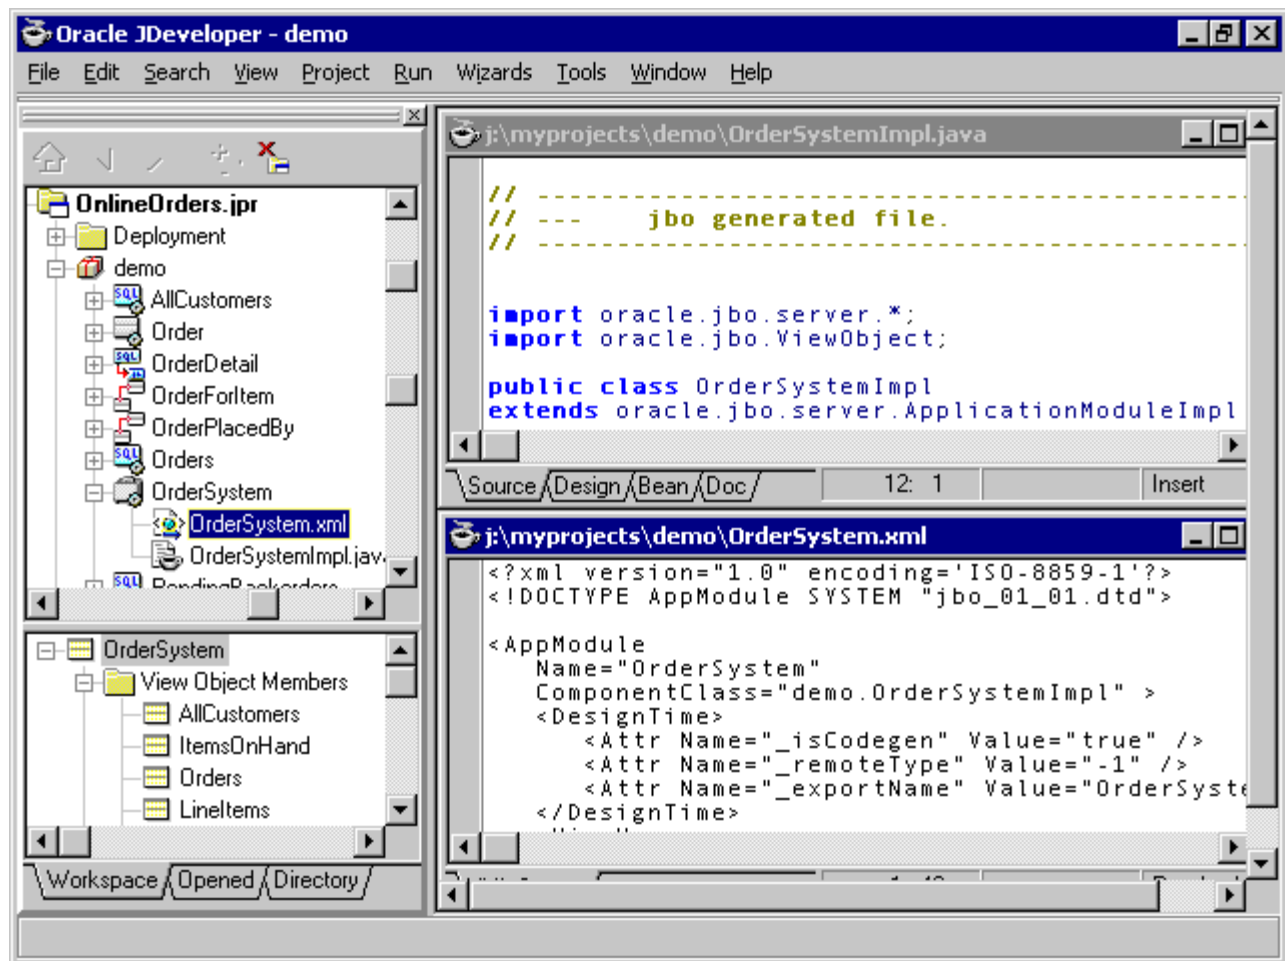 Oracle JDeveloper - demo
File Edit Search View Project Run Wizards Tools Window Help
OnlineOrders.jpr
Deployment
demo
AllCustomers
Order
OrderDetail
OrderForItem
OrderPlacedBy
Orders
OrderSystem
OrderSystem.xml
OrderSystemImpl.jav
PendingBackorders
OrderSystem
View Object Members
AllCustomers
ItemsOnHand
Orders
LineItems
Workspace Opened Directory
j:\myprojects\demo\OrderSystemImpl.java
// ---------------------------------------------
// ---    jbo generated file.
// ---------------------------------------------
import oracle.jbo.server.*;
import oracle.jbo.ViewObject;
public class OrderSystemImpl
extends oracle.jbo.server.ApplicationModuleImpl
Source Design Bean Doc 12: 1 Insert
j:\myprojects\demo\OrderSystem.xml
<?xml version="1.0" encoding='ISO-8859-1'?>
<!DOCTYPE AppModule SYSTEM "jbo_01_01.dtd">
<AppModule
Name="OrderSystem"
ComponentClass="demo.OrderSystemImpl" >
<DesignTime>
<Attr Name="_isCodegen" Value="true" />
<Attr Name="_remoteType" Value="-1" />
<Attr Name="_exportName" Value="OrderSyste
</DesignTime>